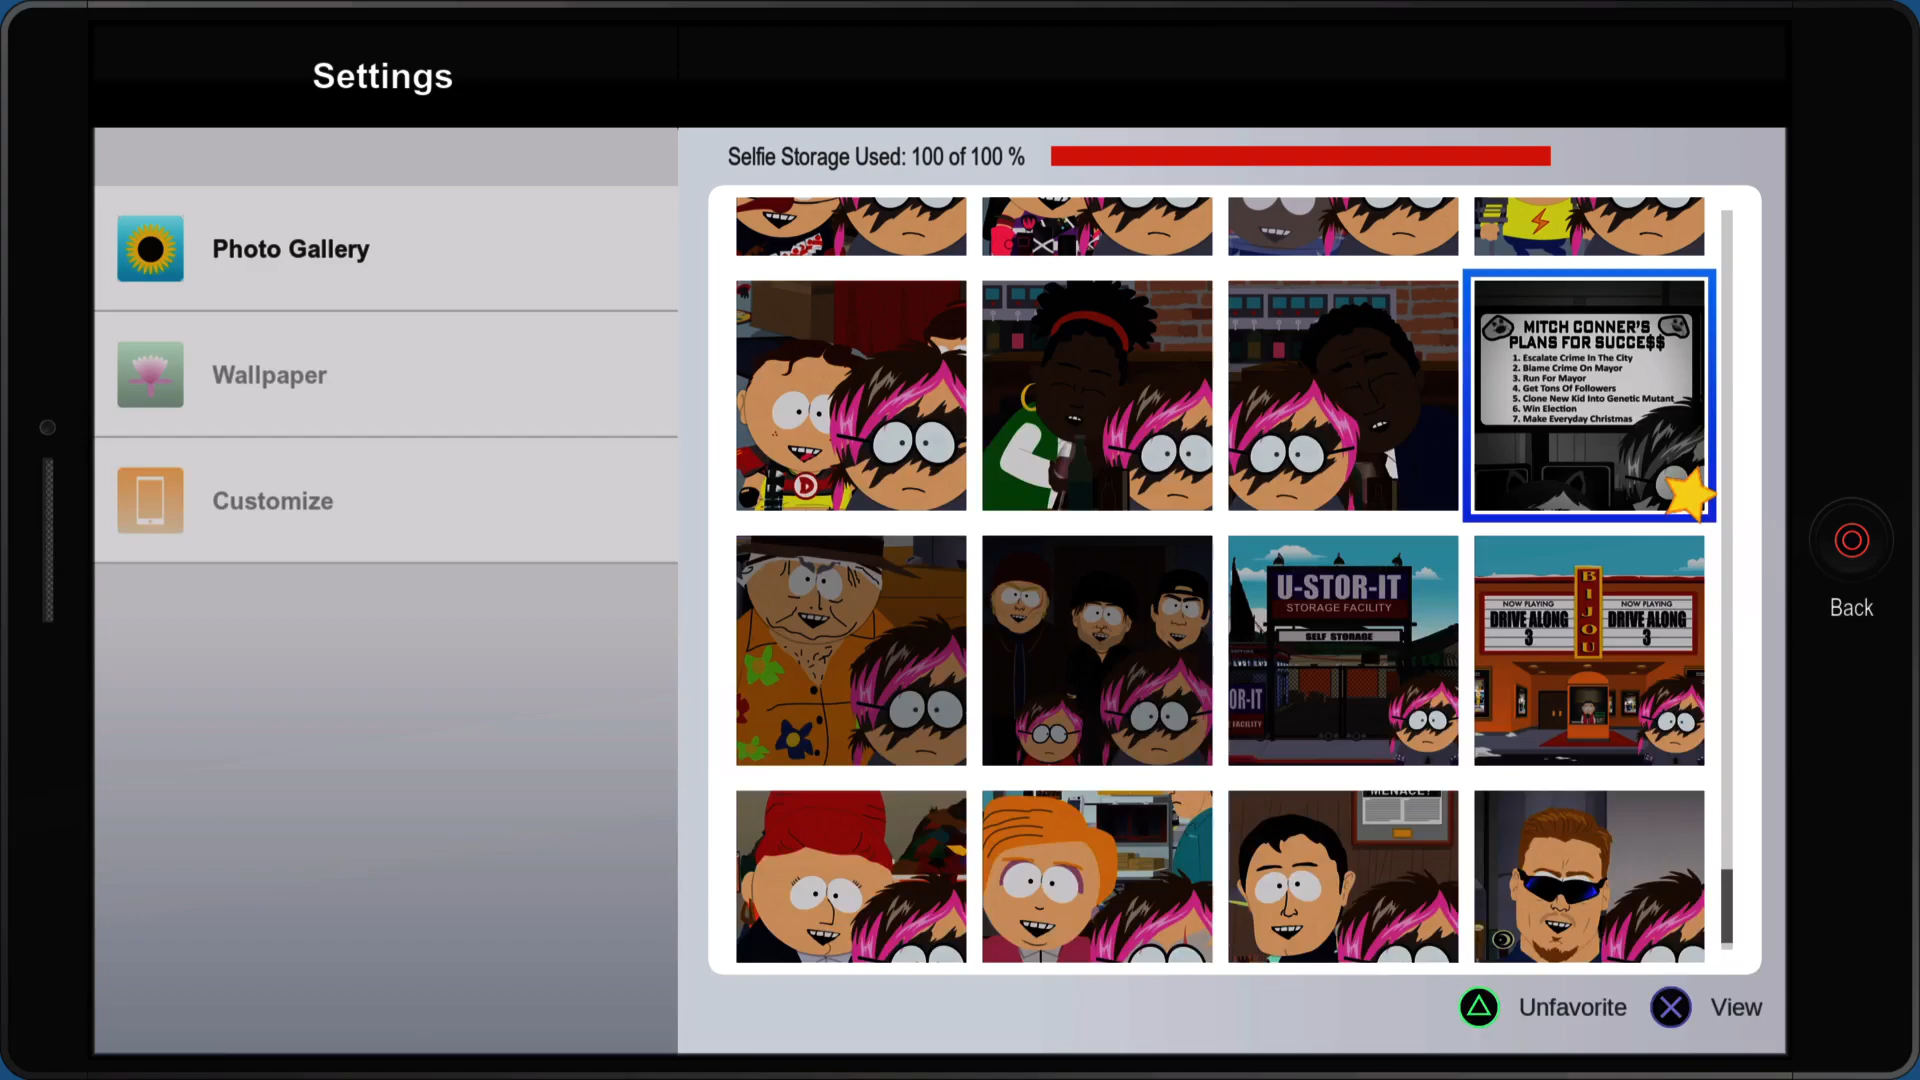 Settings
Selfie Storage Used: 100 of 100 %
Photo Gallery
Wallpaper
Customize
MITCH CONNER'S
PLANS FOR SUCCE$$
1. Escalate Crime In The City
2. Blame Crime On Mayor
3. Run For Mayor
4. Get Tons Of Followers
5. Clone New Kid Into Genetic Mutant
6. Win Election
7. Make Everyday Christmas
D
U-STOR-IT
STORAGE FACILITY
SELF STORAGE
OR-IT
FACILITY
BIJOU
NOW PLAYING
DRIVE ALONG
3
NOW PLAYING
DRIVE ALONG
3
MENACE?
Back
Unfavorite
View